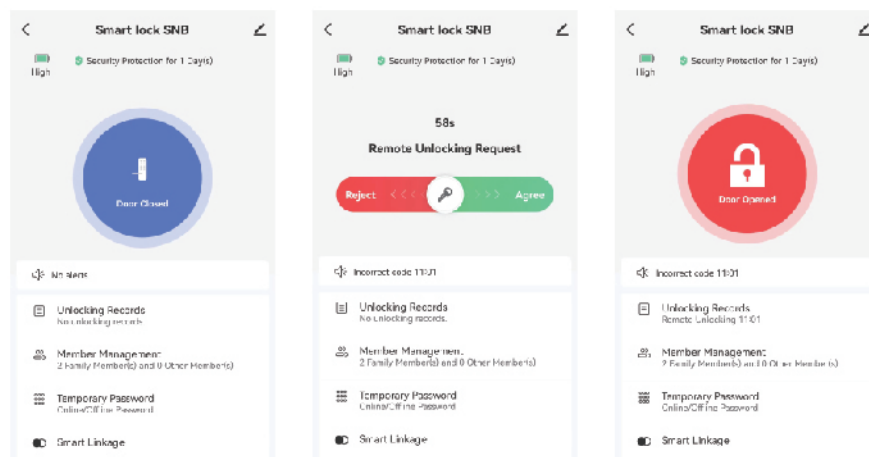 Smart lock SNB
High
Security Protection for 1 Day(s)
Door Closed
No alerts
Unlocking Records
No unlocking records.
Member Management
2 Family Member(s) and 0 Other Member(s)
Temporary Password
Online/Offline Password
Smart Linkage
Smart lock SNB
High
Security Protection for 1 Day(s)
58s
Remote Unlocking Request
Reject <<< >>> Agree
Incorrect code 11:01
Unlocking Records
No unlocking records.
Member Management
2 Family Member(s) and 0 Other Member(s)
Temporary Password
Online/Offline Password
Smart Linkage
Smart lock SNB
High
Security Protection for 1 Day(s)
Door Opened
Incorrect code 11:01
Unlocking Records
Remote Unlocking 11:01
Member Management
2 Family Member(s) and 0 Other Member(s)
Temporary Password
Online/Offline Password
Smart Linkage